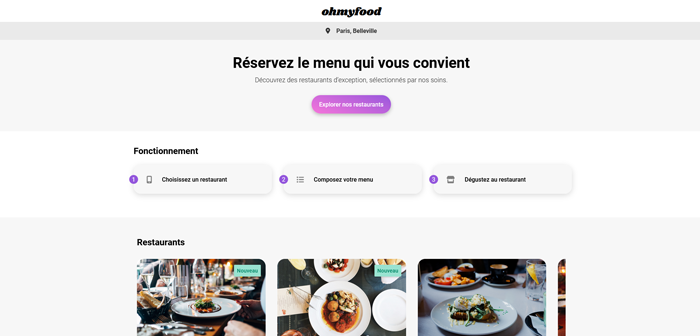 ohmyfood
Paris, Belleville
Réservez le menu qui vous convient
Découvrez des restaurants d'exception, sélectionnés par nos soins.
Explorer nos restaurants
Fonctionnement
1 Choisissez un restaurant
2 Composez votre menu
3 Dégustez au restaurant
Restaurants
Nouveau
Nouveau